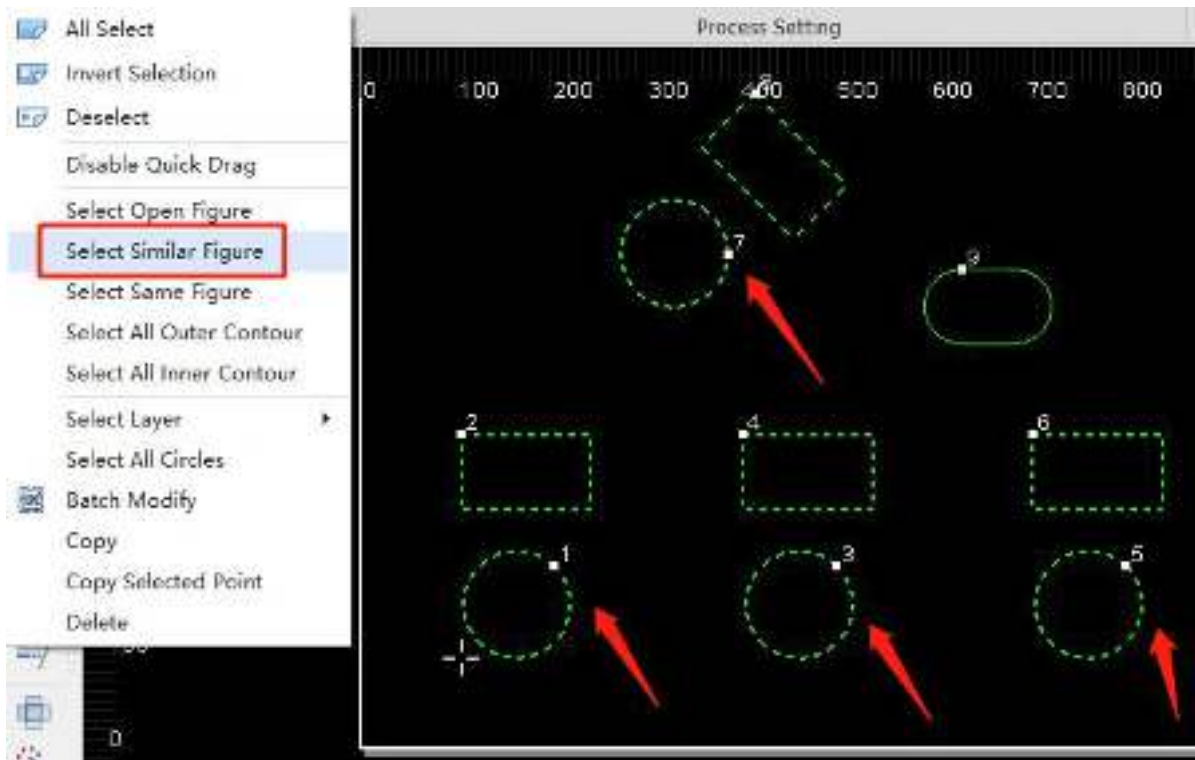 All Select
Invert Selection
Deselect
Disable Quick Drag
Select Open Figure
Select Similar Figure
Select Same Figure
Select All Outer Contour
Select All Inner Contour
Select Layer
Select All Circles
Batch Modify
Copy
Copy Selected Point
Delete
0
Process Setting
0 100 200 300 400 500 600 700 800
7
9
2 4 6
1 3 5